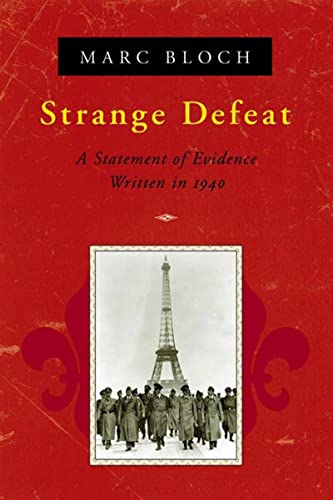 MARC BLOCH
Strange Defeat
A Statement of Evidence
Written in 1940